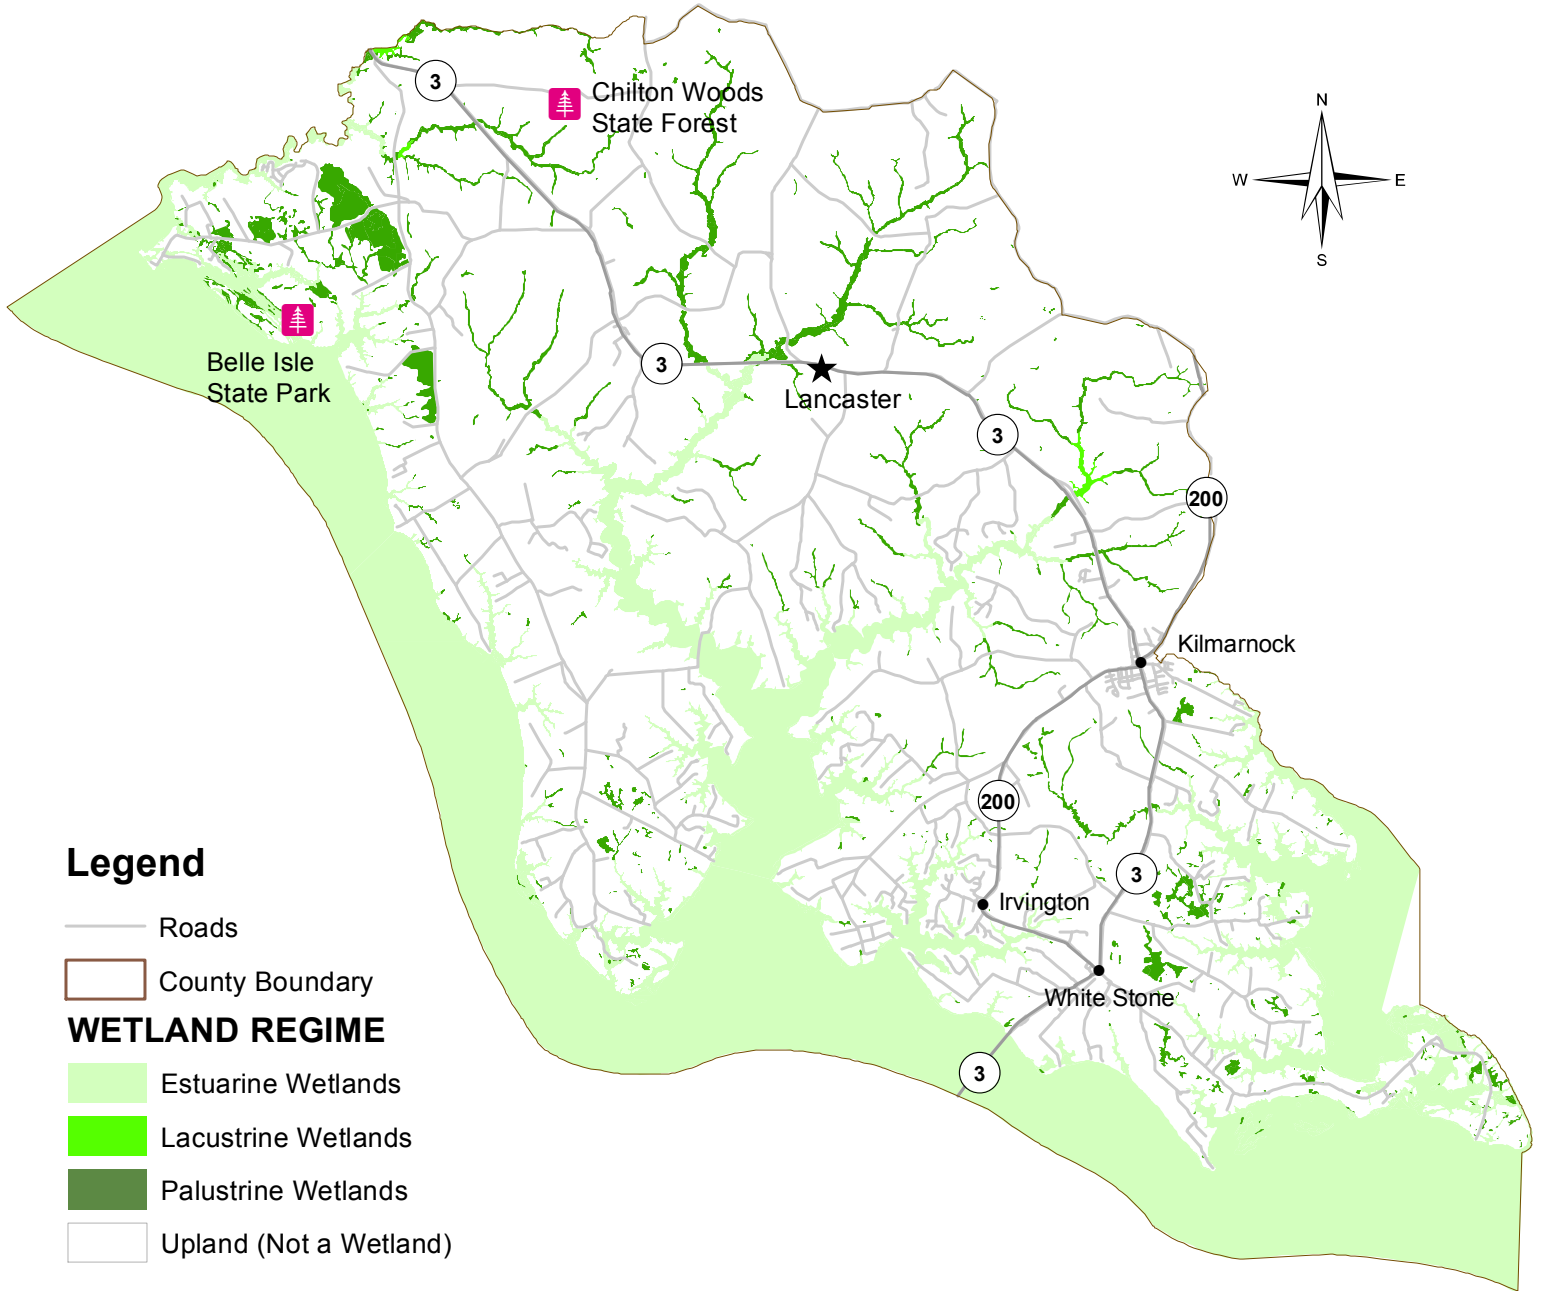 3
Chilton Woods
State Forest
N
W
E
S
Belle Isle
State Park
3
Lancaster
3
200
Kilmarnock
200
3
Irvington
White Stone
3
Legend
Roads
County Boundary
WETLAND REGIME
Estuarine Wetlands
Lacustrine Wetlands
Palustrine Wetlands
Upland (Not a Wetland)